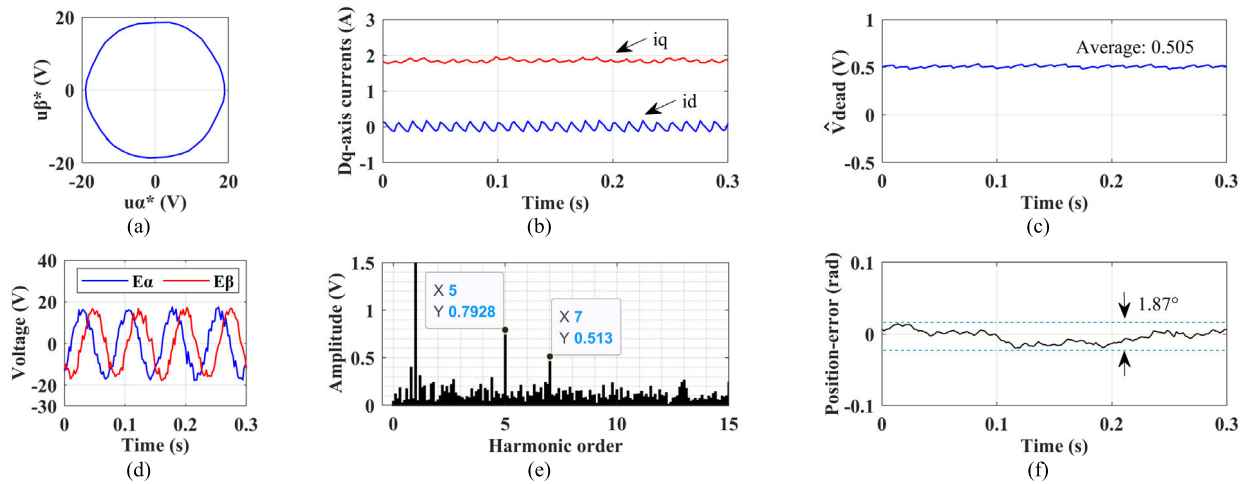 20
0
-20
-20
0
20
uβ* (V)
uα* (V)
(a)
3
2
1
0
-1
0
0.1
0.2
0.3
Dq-axis currents (A)
iq
id
Time (s)
(b)
1
0.5
0
-0.5
0
0.1
0.2
0.3
V̂dead
Average: 0.505
Time (s)
(c)
40
20
0
-20
-30
0
0.1
0.2
0.3
Voltage (V)
Eα Eβ
Time (s)
(d)
1.5
1
0.5
0
0
5
10
15
Amplitude (V)
X 5
Y 0.7928
X 7
Y 0.513
Harmonic order
(e)
0.1
0
-0.1
0
0.1
0.2
0.3
Position-error (rad)
1.87°
Time (s)
(f)